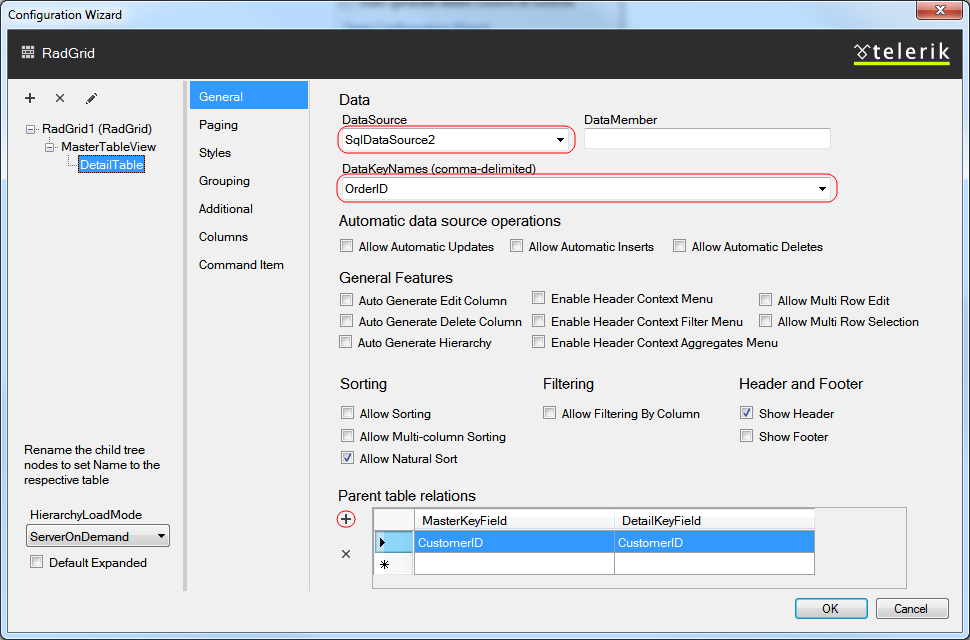 Configuration Wizard
RadGrid
telerik
RadGrid1 (RadGrid)
MasterTableView
DetailTable
Rename the child tree
nodes to set Name to the
respective table
HierarchyLoadMode
ServerOnDemand
Default Expanded
General
Paging
Styles
Grouping
Additional
Columns
Command Item
Data
DataSource
DataMember
SqlDataSource2
DataKeyNames (comma-delimited)
OrderID
Automatic data source operations
Allow Automatic Updates
Allow Automatic Inserts
Allow Automatic Deletes
General Features
Auto Generate Edit Column
Enable Header Context Menu
Allow Multi Row Edit
Auto Generate Delete Column
Enable Header Context Filter Menu
Allow Multi Row Selection
Auto Generate Hierarchy
Enable Header Context Aggregates Menu
Sorting
Filtering
Header and Footer
Allow Sorting
Allow Filtering By Column
Show Header
Allow Multi-column Sorting
Show Footer
Allow Natural Sort
Parent table relations
MasterKeyField
DetailKeyField
CustomerID
CustomerID
OK
Cancel